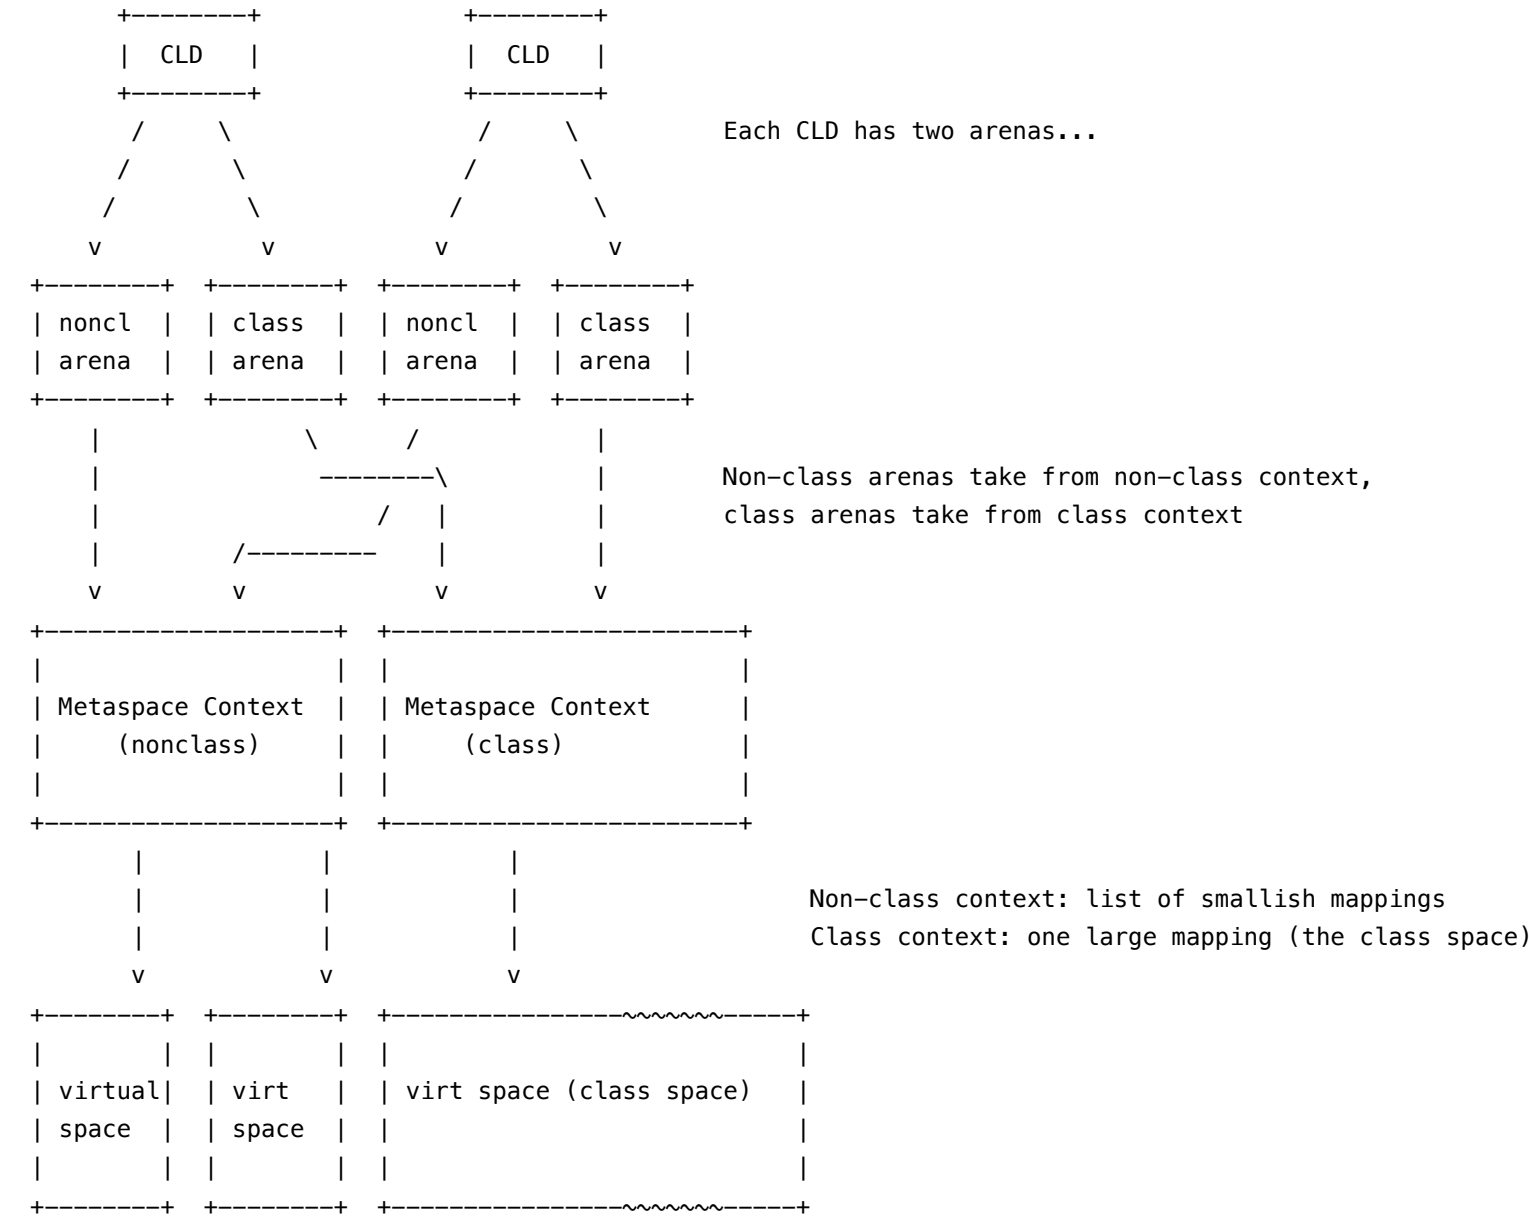 CLD CLD
Each CLD has two arenas...
noncl class noncl class
arena arena arena arena
Non-class arenas take from non-class context,
class arenas take from class context
Metaspace Context Metaspace Context
(nonclass) (class)
Non-class context: list of smallish mappings
Class context: one large mapping (the class space)
virtual virt virt space (class space)
space space